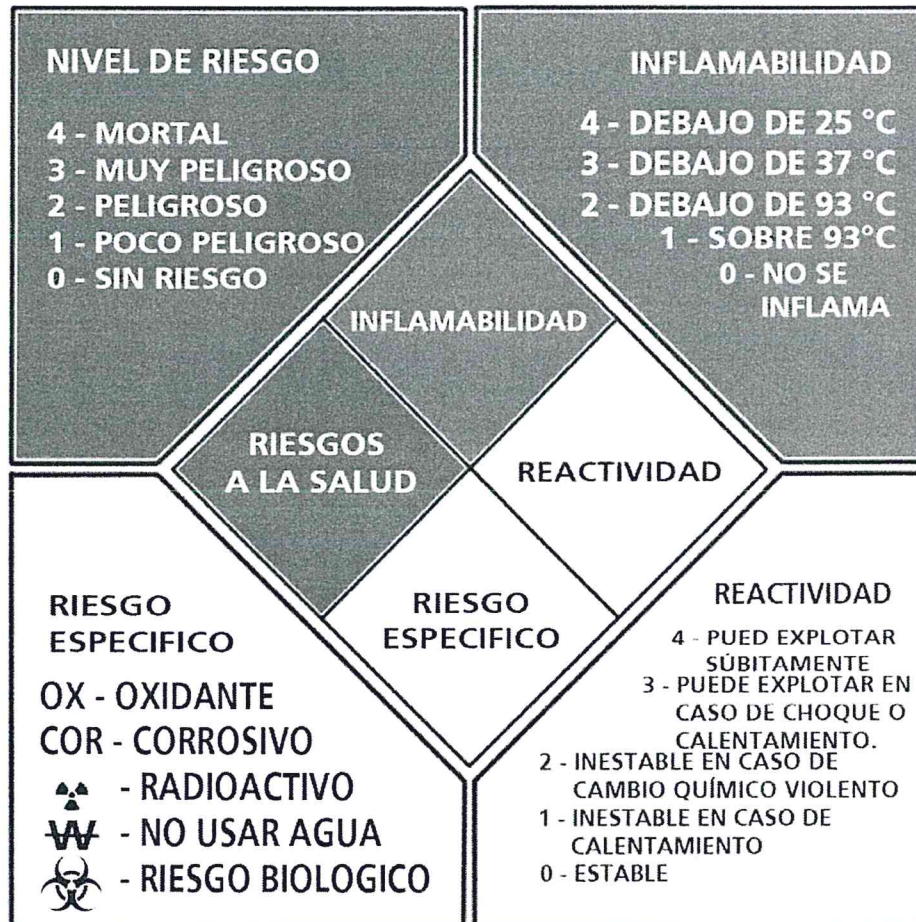 NIVEL DE RIESGO
4 - MORTAL
3 - MUY PELIGROSO
2 - PELIGROSO
1 - POCO PELIGROSO
0 - SIN RIESGO
INFLAMABILIDAD
4 - DEBAJO DE 25 °C
3 - DEBAJO DE 37 °C
2 - DEBAJO DE 93 °C
1 - SOBRE 93°C
0 - NO SE
INFLAMA
INFLAMABILIDAD
RIESGOS
A LA SALUD
REACTIVIDAD
RIESGO
ESPECIFICO
RIESGO
ESPECIFICO
OX - OXIDANTE
COR - CORROSIVO
- RADIOACTIVO
W - NO USAR AGUA
- RIESGO BIOLOGICO
REACTIVIDAD
4 - PUED EXPLOTAR
SÚBITAMENTE
3 - PUEDE EXPLOTAR EN
CASO DE CHOQUE O
CALENTAMIENTO.
2 - INESTABLE EN CASO DE
CAMBIO QUÍMICO VIOLENTO
1 - INESTABLE EN CASO DE
CALENTAMIENTO
0 - ESTABLE